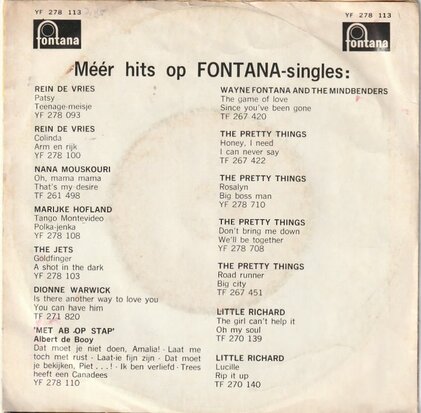 YF 278 113
YF 278 113
fontana
fontana
Méér hits op FONTANA-singles:
REIN DE VRIES
Patsy
Teenage-meisje
YF 278 093
REIN DE VRIES
Colinda
Arm en rijk
YF 278 100
NANA MOUSKOURI
Oh, mama mama
That's my desire
TF 261 498
MARIJKE HOFLAND
Tango Montevideo
Polka-jenka
YF 278 108
THE JETS
Goldfinger
A shot in the dark
YF 278 103
DIONNE WARWICK
Is there another way to love you
You can have him
TF 271 820
'MET AB OP STAP'
Albert de Booy
Dat moet je niet doen, Amalia! · Laat me
toch met rust · Laat-ie fijn zijn · Dat moet
je bekijken, Piet...! · Ik ben verliefd · Trees
heeft een Canadees
YF 278 110
WAYNE FONTANA AND THE MINDBENDERS
The game of love
Since you've been gone
TF 267 420
THE PRETTY THINGS
Honey, I need
I can never say
TF 267 422
THE PRETTY THINGS
Rosalyn
Big boss man
YF 278 710
THE PRETTY THINGS
Don't bring me down
We'll be together
YF 278 708
THE PRETTY THINGS
Road runner
Big city
TF 267 451
LITTLE RICHARD
The girl can't help it
Oh my soul
TF 270 139
LITTLE RICHARD
Lucille
Rip it up
TF 270 140